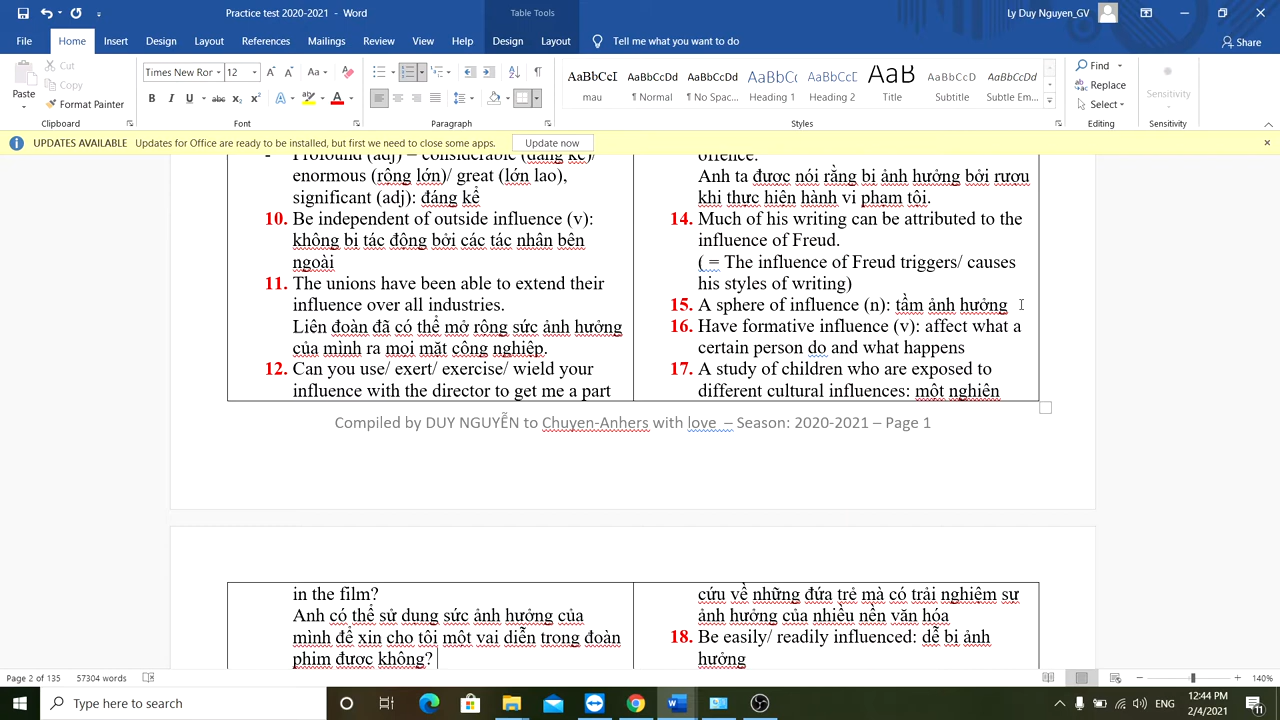 Practice test 2020-2021 - Word
Table Tools
Ly Duy Nguyen_GV
File Home Insert Design Layout References Mailings Review View Help Design Layout Tell me what you want to do Share
Paste
Cut
Copy
Format Painter
Clipboard
Times New Ror 12
Font
Paragraph
AaBbCcI AaBbCcDd AaBbCcDd AaBbCc AaBbCcI AaB AaBbCcD AaBbCcDd
mau ¶ Normal ¶ No Spac... Heading 1 Heading 2 Title Subtitle Subtle Em...
Styles
Find
Replace
Select
Editing
Sensitivity
Sensitivity
UPDATES AVAILABLE Updates for Office are ready to be installed, but first we need to close some apps. Update now
- Profound (adj) = considerable (đáng kể)/
enormous (rộng lớn)/ great (lớn lao),
significant (adj): đáng kể
10. Be independent of outside influence (v):
không bị tác động bởi các tác nhân bên
ngoài
11. The unions have been able to extend their
influence over all industries.
Liên đoàn đã có thể mở rộng sức ảnh hưởng
của mình ra mọi mặt công nghiệp.
12. Can you use/ exert/ exercise/ wield your
influence with the director to get me a part
offence.
Anh ta được nói rằng bị ảnh hưởng bởi rượu
khi thực hiện hành vi phạm tội.
14. Much of his writing can be attributed to the
influence of Freud.
( = The influence of Freud triggers/ causes
his styles of writing)
15. A sphere of influence (n): tầm ảnh hưởng
16. Have formative influence (v): affect what a
certain person do and what happens
17. A study of children who are exposed to
different cultural influences: một nghiên
Compiled by DUY NGUYỄN to Chuyen-Anhers with love – Season: 2020-2021 – Page 1
in the film?
Anh có thể sử dụng sức ảnh hưởng của
mình để xin cho tôi một vai diễn trong đoàn
phim được không?
cứu về những đứa trẻ mà có trải nghiệm sự
ảnh hưởng của nhiều nền văn hóa
18. Be easily/ readily influenced: dễ bị ảnh
hưởng
Page 2 of 135 57304 words
140%
Type here to search
12:44 PM
2/4/2021